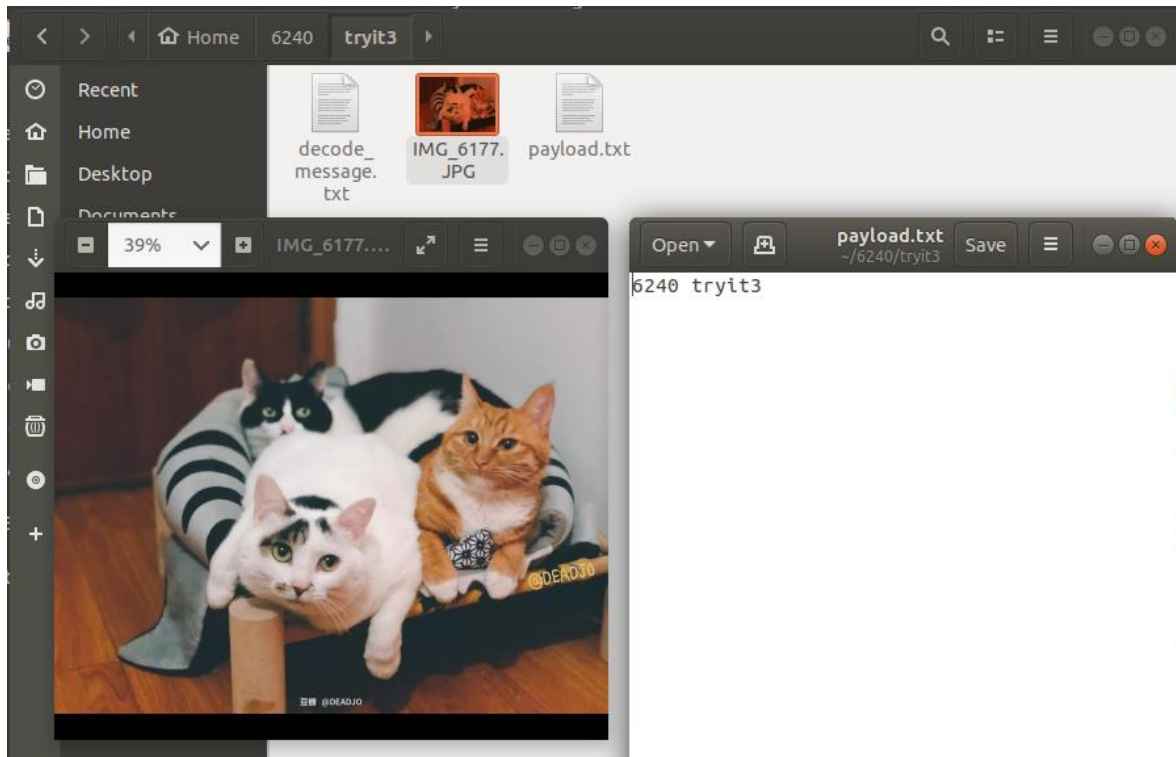 Home
6240
tryit3
Recent
Home
Desktop
Documents
decode_
message.
txt
IMG_6177.
JPG
payload.txt
39%
IMG_6177....
Open
payload.txt
~/6240/tryit3
Save
6240 tryit3
@DEADJO
@DEADJO